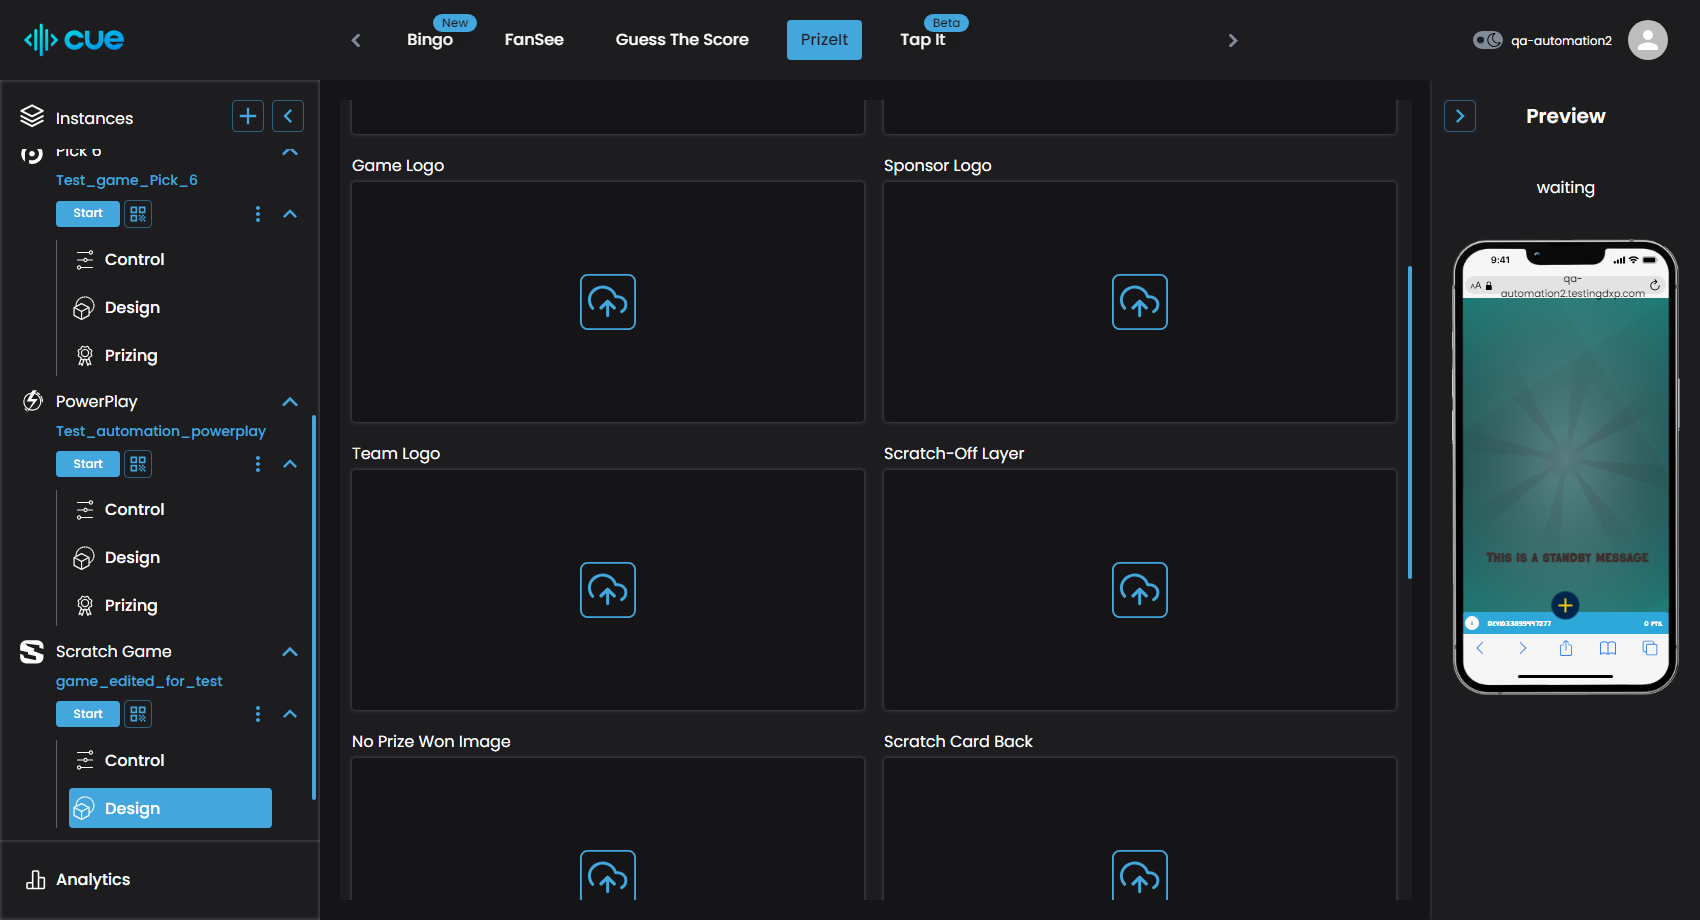 cue
New
Bingo
FanSee
Guess The Score
PrizeIt
Beta
Tap It
qa-automation2
Instances
Pick 6
Test_game_Pick_6
Start
Control
Design
Prizing
PowerPlay
Test_automation_powerplay
Start
Control
Design
Prizing
Scratch Game
game_edited_for_test
Start
Control
Design
Analytics
Game Logo
Sponsor Logo
Team Logo
Scratch-Off Layer
No Prize Won Image
Scratch Card Back
Preview
waiting
9:41
AA
qa-
automation2.testingdxp.com
This is a standby message
0 PTS.